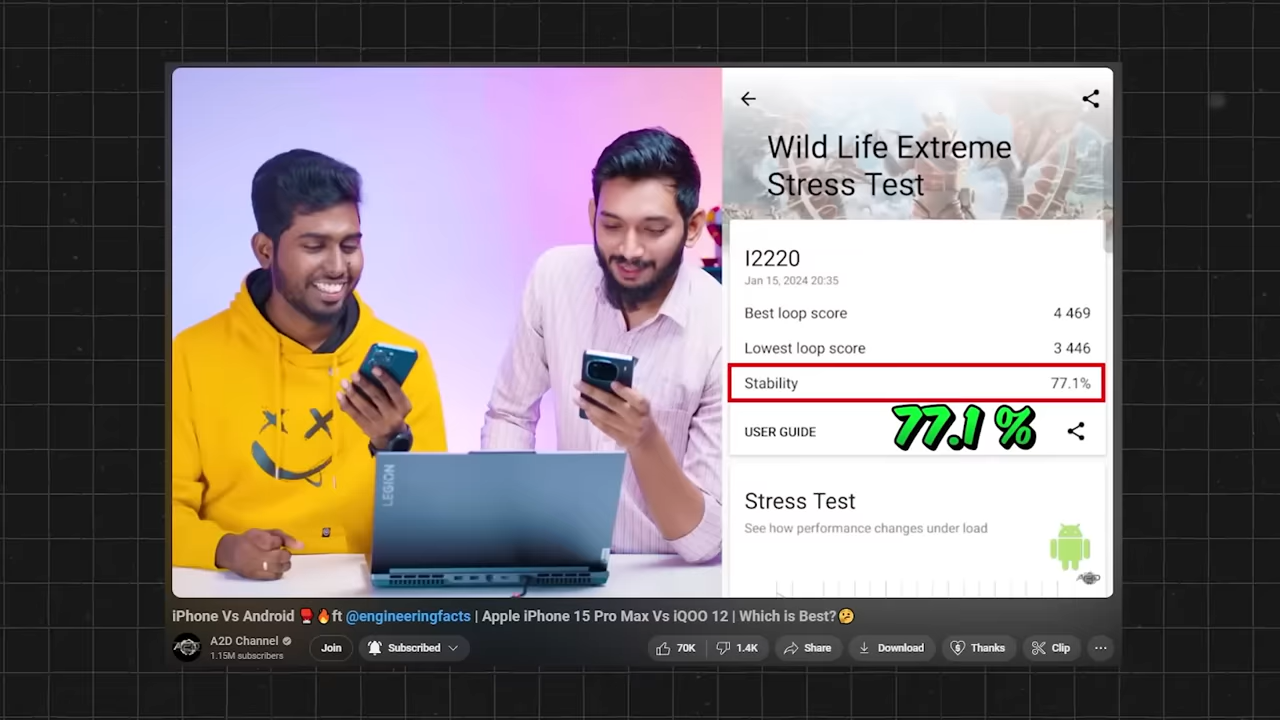 Wild Life Extreme
Stress Test
I2220
Jan 15, 2024 20:35
Best loop score 4 469
Lowest loop score 3 446
Stability 77.1%
77.1 %
USER GUIDE
Stress Test
See how performance changes under load
LEGION
A2D
iPhone Vs Android 🥊🔥ft @engineeringfacts | Apple iPhone 15 Pro Max Vs iQOO 12 | Which is Best?🤔
A2D Channel
1.15M subscribers
Join
Subscribed
70K
1.4K
Share
Download
Thanks
Clip